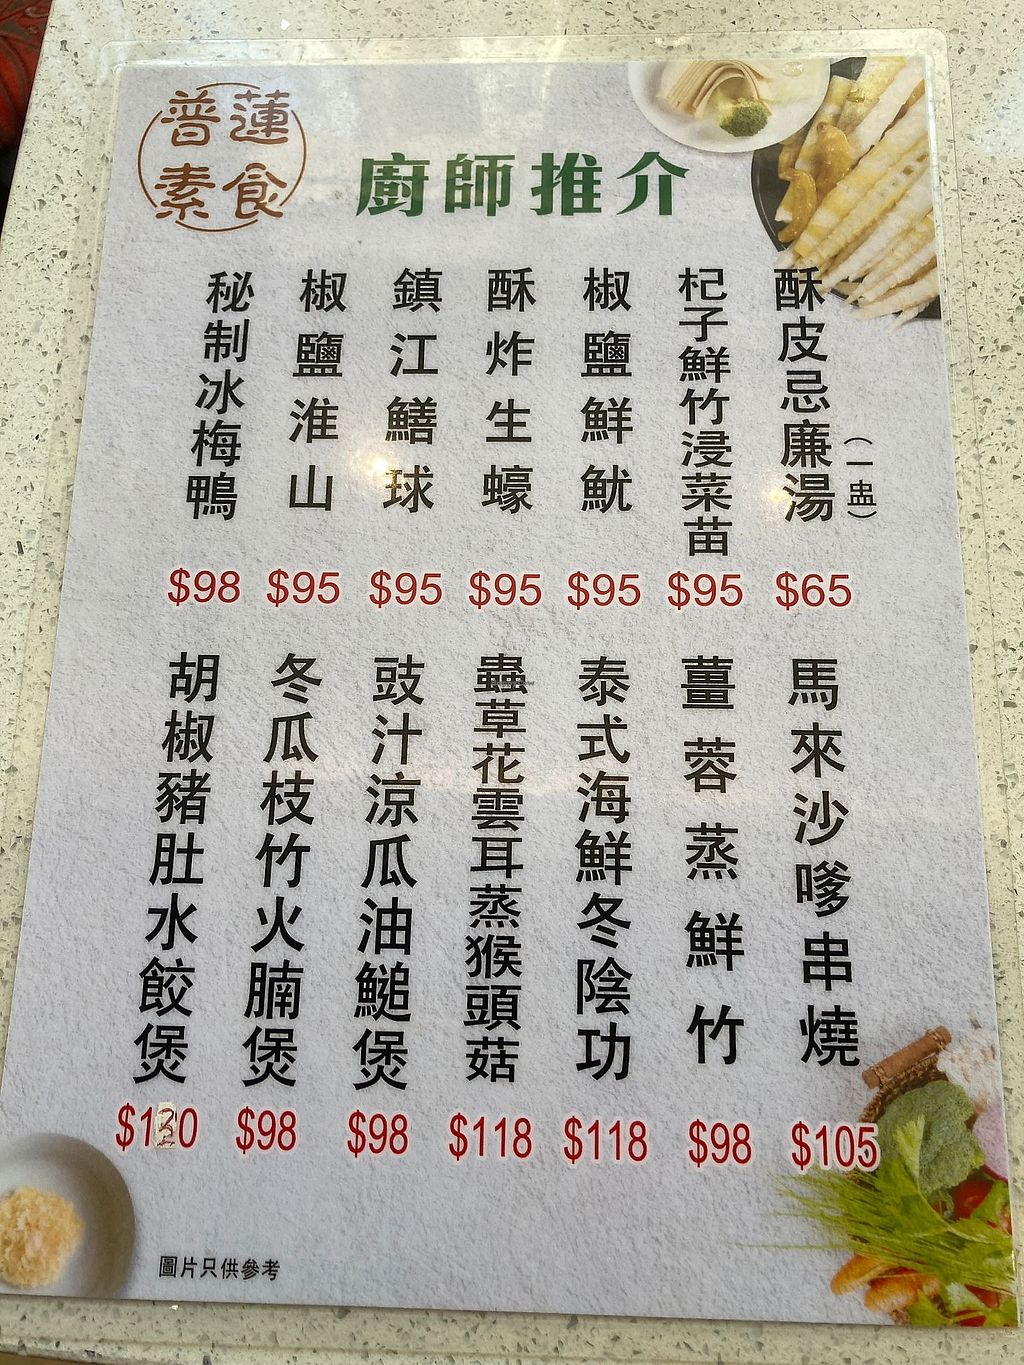 普蓮
素食
廚師推介
酥皮忌廉湯
（一盅）
$65
杞子鮮竹浸菜苗
$95
椒鹽鮮魷
$95
酥炸生蠔
$95
鎮江鱔球
$95
椒鹽淮山
$95
秘制冰梅鴨
$98
馬來沙嗲串燒
$105
薑蓉蒸鮮竹
$98
泰式海鮮冬陰功
$118
蟲草花雲耳蒸猴頭菇
$118
豉汁涼瓜油鎚煲
$98
冬瓜枝竹火腩煲
$98
胡椒豬肚水餃煲
$130
圖片只供參考